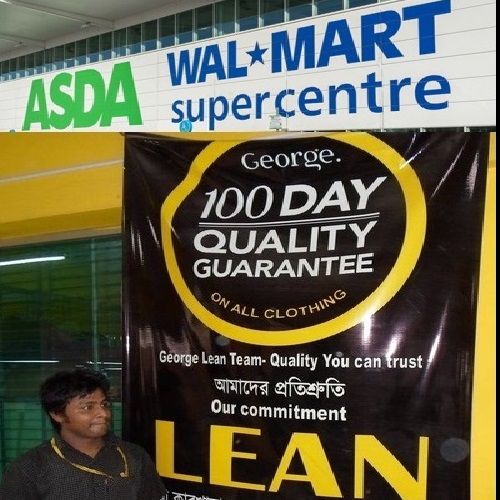 ASDA WAL★MART
supercentre
George.
100 DAY
QUALITY
GUARANTEE
ON ALL CLOTHING
George Lean Team- Quality You can trust
আমাদের প্রতিশ্রুতি
Our commitment
LEAN